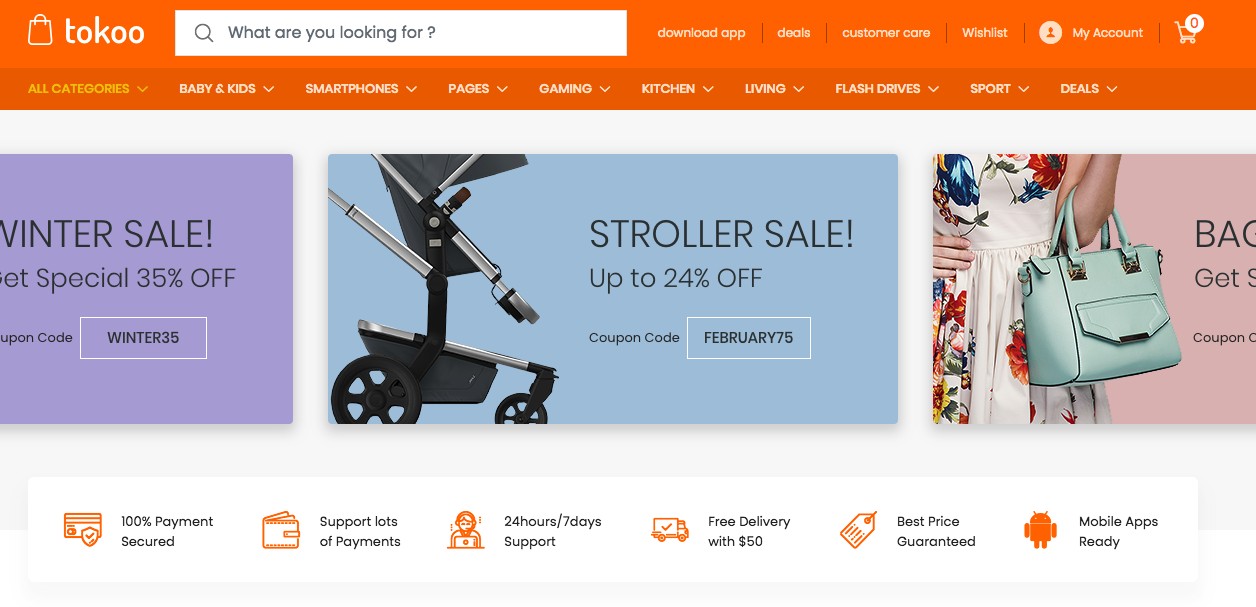 tokoo
What are you looking for ?
download app
deals
customer care
Wishlist
My Account
0
ALL CATEGORIES
BABY & KIDS
SMARTPHONES
PAGES
GAMING
KITCHEN
LIVING
FLASH DRIVES
SPORT
DEALS
WINTER SALE!
Get Special 35% OFF
oupon Code
WINTER35
STROLLER SALE!
Up to 24% OFF
Coupon Code
FEBRUARY75
BAG
Get S
Coupon C
100% Payment
Secured
Support lots
of Payments
24hours/7days
Support
Free Delivery
with $50
Best Price
Guaranteed
Mobile Apps
Ready